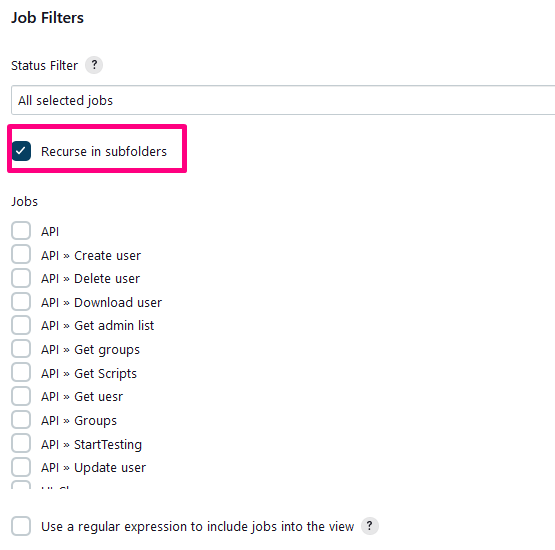 Job Filters
Status Filter ?
All selected jobs
Recurse in subfolders
Jobs
API
API » Create user
API » Delete user
API » Download user
API » Get admin list
API » Get groups
API » Get Scripts
API » Get uesr
API » Groups
API » StartTesting
API » Update user
Use a regular expression to include jobs into the view ?